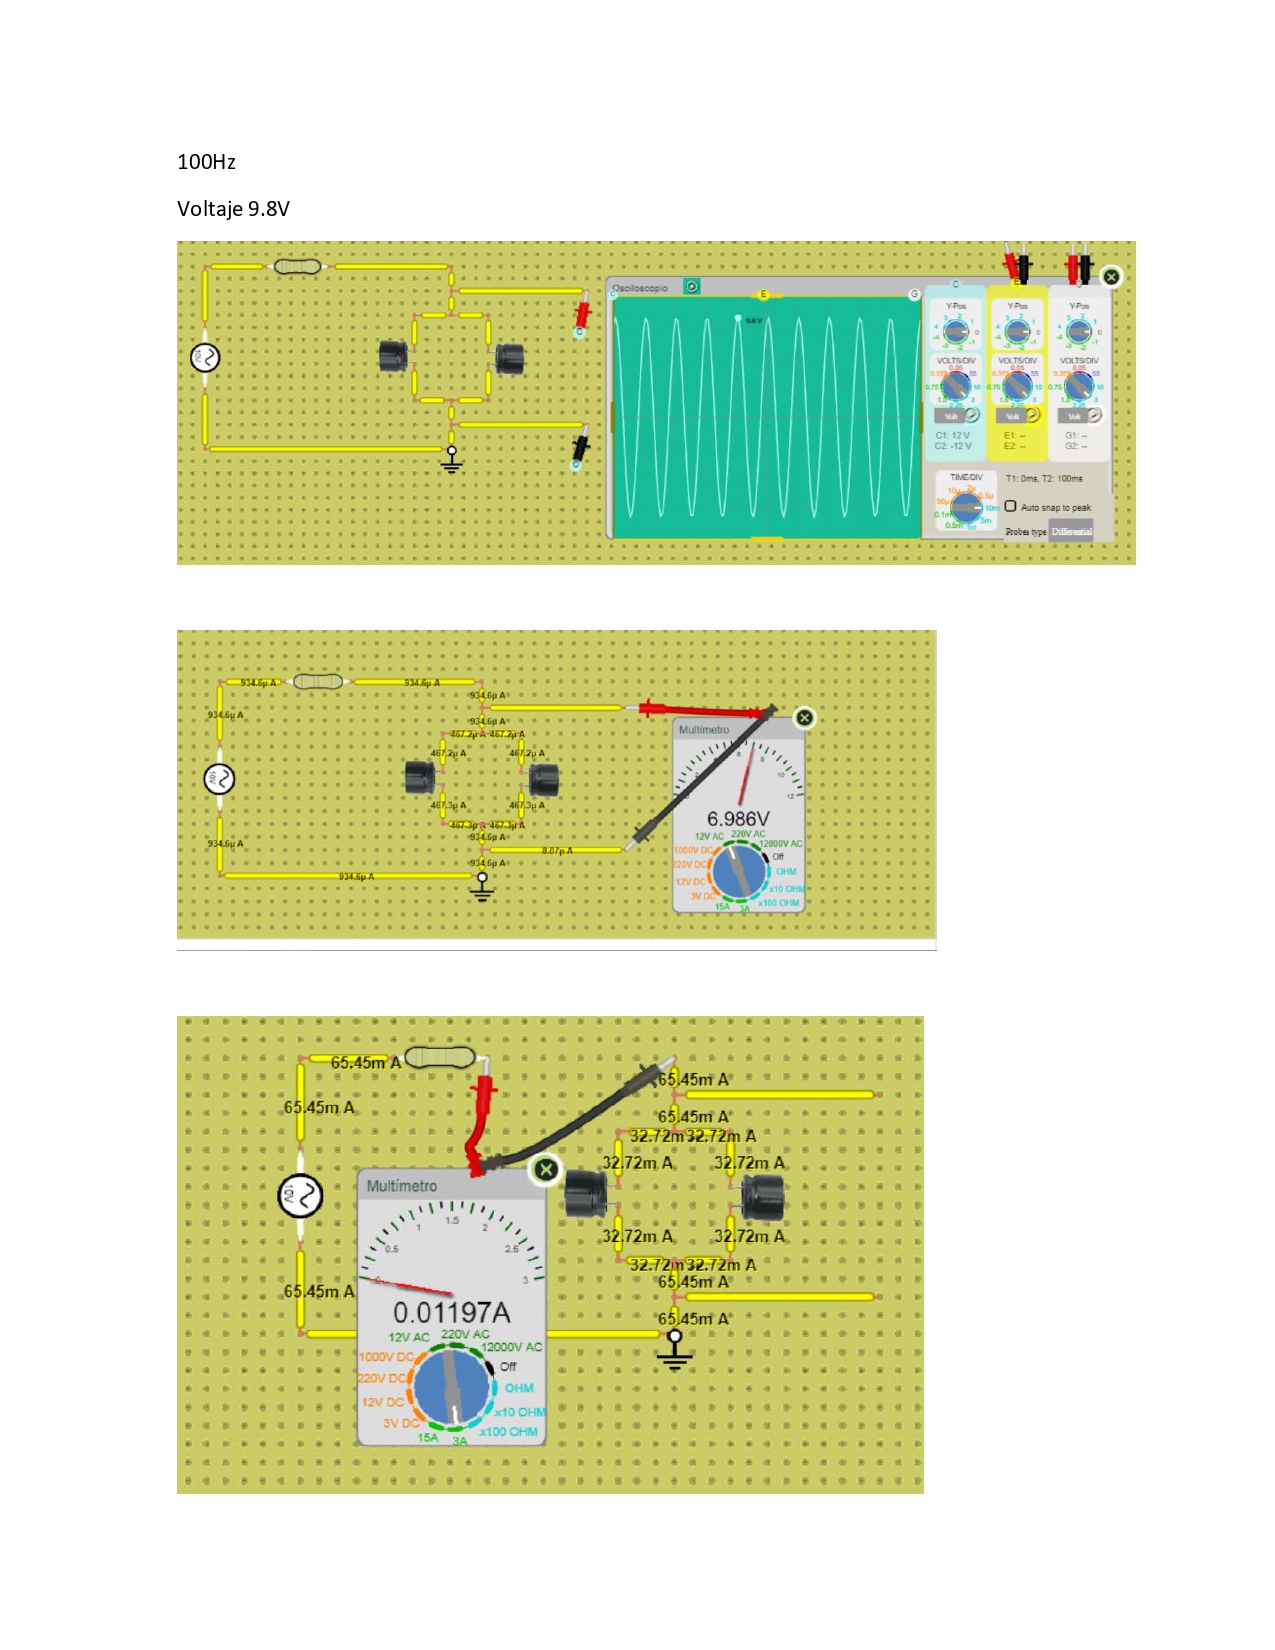 100Hz
Voltaje 9.8V
10V
Osciloscopio
E
G
9.8V
C
Y-Pos
Y-Pos
Y-Pos
VOLTS/DIV
VOLTS/DIV
VOLTS/DIV
Volt
Volt
Volt
C1: 12 V
C2: -12 V
E1: --
E2: --
G1: --
G2: --
TIME/DIV
T1: 0ms, T2: 100ms
Auto snap to peak
Probes type Differential
934.6µ A
934.6µ A
934.6µ A
934.6µ A
934.6µ A
467.2µ A
467.2µ A
467.2µ A
467.2µ A
10V
467.3µ A
467.3µ A
467.3µ A
467.3µ A
934.6µ A
934.6µ A
8.07p A
934.6µ A
934.6µ A
Multímetro
6
8
10
12
6.986V
12V AC
220V AC
12000V AC
1000V DC
Off
220V DC
OHM
12V DC
x10 OHM
3V DC
x100 OHM
15A
3A
65.45m A
65.45m A
65.45m A
65.45m A
32.72m
32.72m A
32.72m A
32.72m A
10V
32.72m A
32.72m A
32.72m
32.72m A
65.45m A
65.45m A
65.45m A
Multímetro
0
0.5
1
1.5
2
2.5
3
0.01197A
12V AC
220V AC
12000V AC
1000V DC
Off
220V DC
OHM
12V DC
x10 OHM
3V DC
x100 OHM
15A
3A